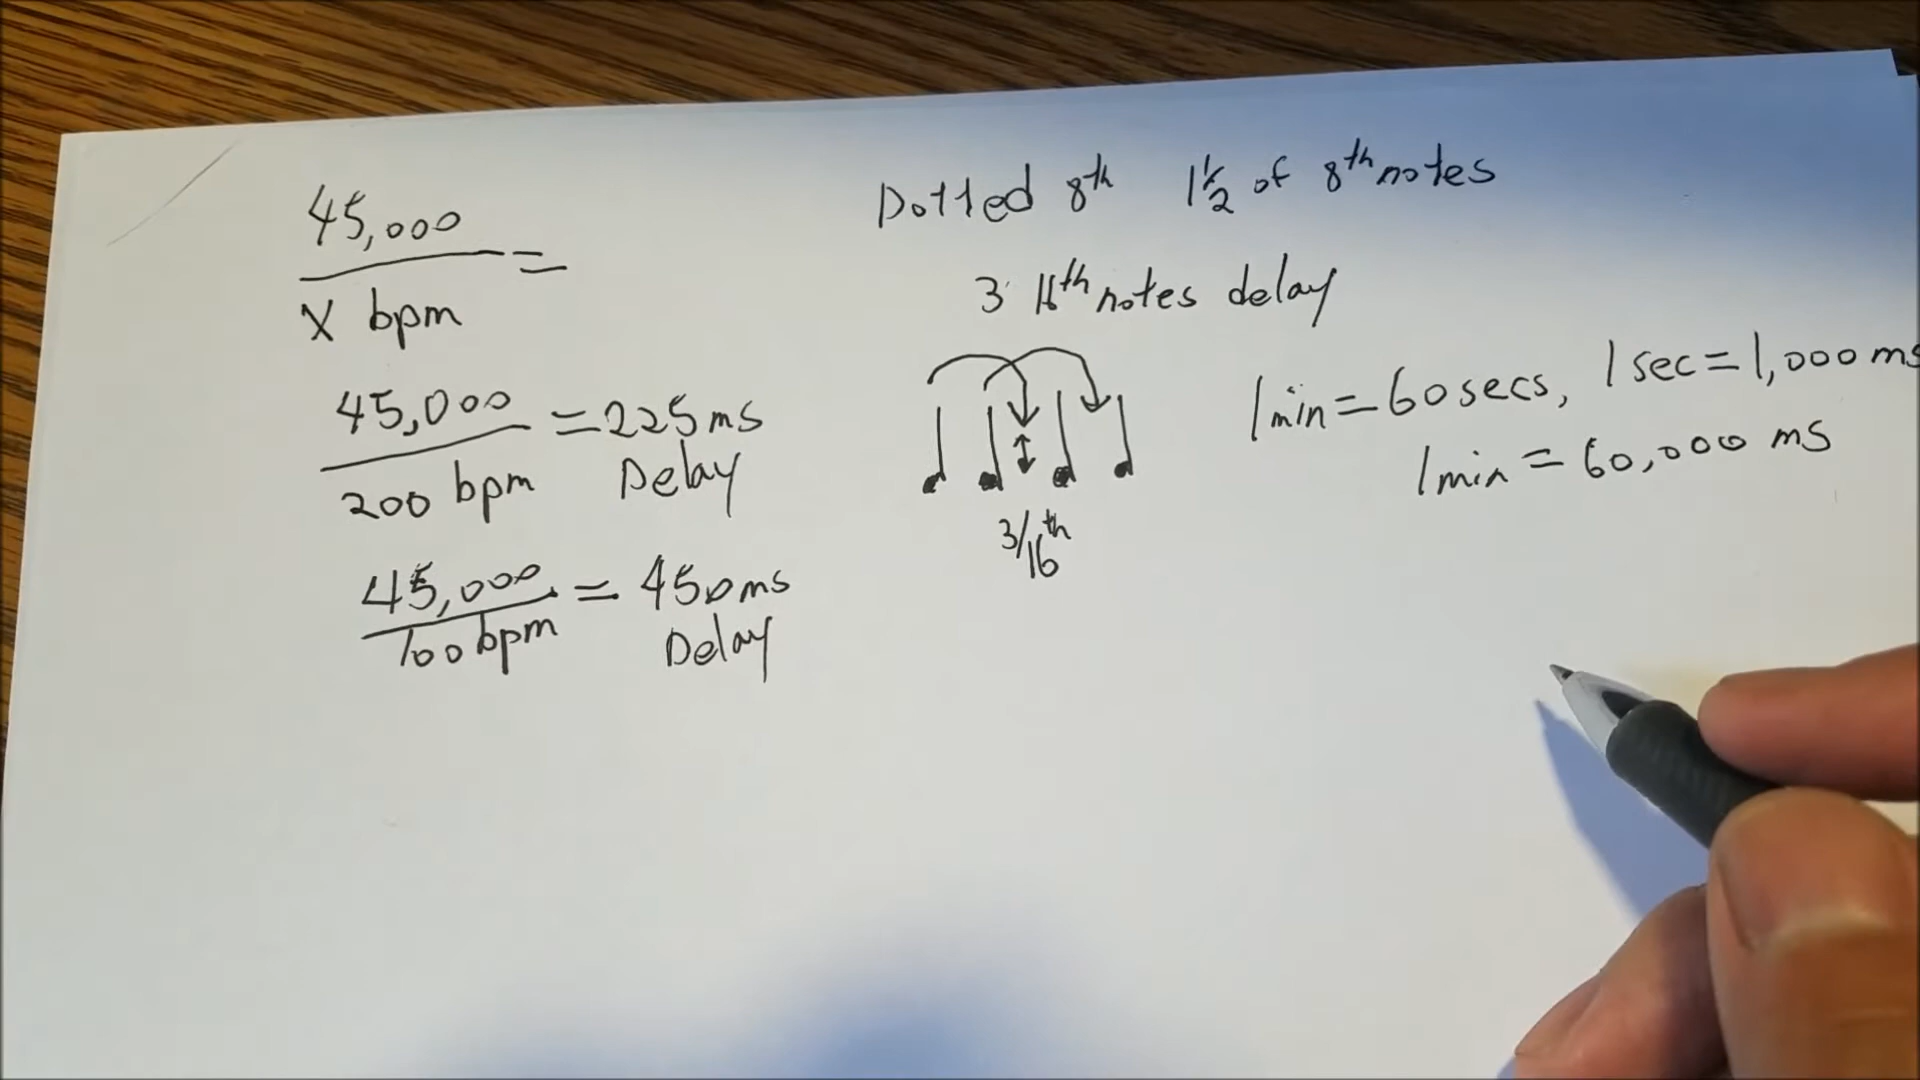 45,000
X bpm =
45,000
200 bpm = 225 ms
Delay
45,000
100 bpm = 450 ms
Delay
Dotted 8th 1 1/2 of 8th notes
3 16th notes delay
3/16th
1 min = 60 secs, 1 sec = 1,000 ms
1 min = 60,000 ms